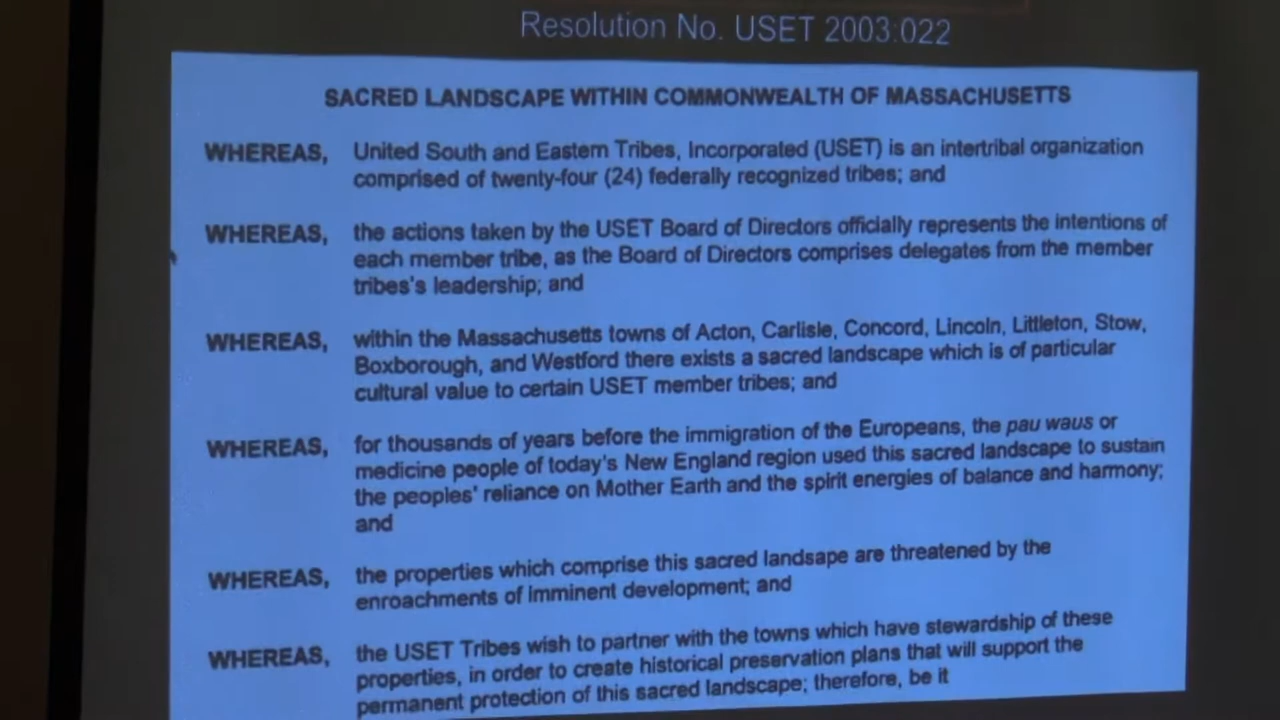 Resolution No. USET 2003:022
SACRED LANDSCAPE WITHIN COMMONWEALTH OF MASSACHUSETTS
WHEREAS, United South and Eastern Tribes, Incorporated (USET) is an intertribal organization
comprised of twenty-four (24) federally recognized tribes; and
WHEREAS, the actions taken by the USET Board of Directors officially represents the intentions of
each member tribe, as the Board of Directors comprises delegates from the member
tribes's leadership; and
WHEREAS, within the Massachusetts towns of Acton, Carlisle, Concord, Lincoln, Littleton, Stow,
Boxborough, and Westford there exists a sacred landscape which is of particular
cultural value to certain USET member tribes; and
WHEREAS, for thousands of years before the immigration of the Europeans, the pau waus or
medicine people of today's New England region used this sacred landscape to sustain
the peoples' reliance on Mother Earth and the spirit energies of balance and harmony;
and
WHEREAS, the properties which comprise this sacred landsape are threatened by the
enroachments of imminent development; and
WHEREAS, the USET Tribes wish to partner with the towns which have stewardship of these
properties, in order to create historical preservation plans that will support the
permanent protection of this sacred landscape; therefore, be it